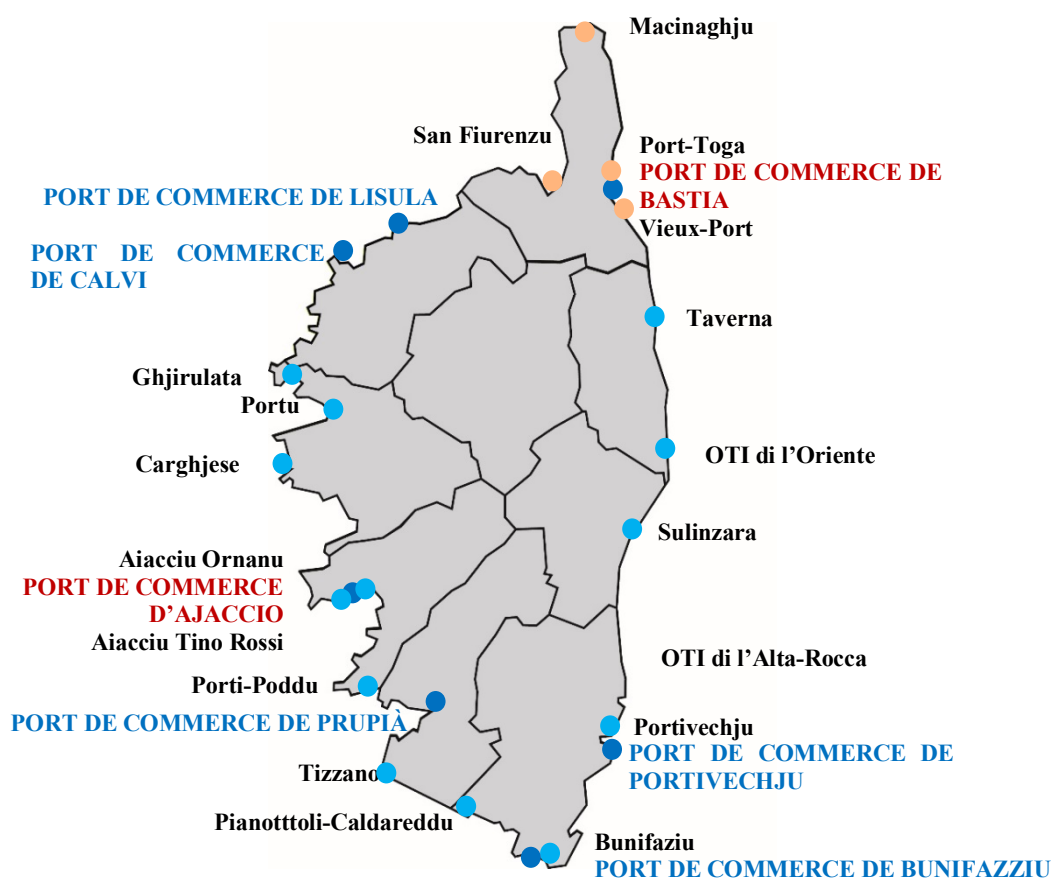 Macinaghju
San Fiurenzu
Port-Toga
PORT DE COMMERCE DE
BASTIA
Vieux-Port
PORT DE COMMERCE DE LISULA
PORT DE COMMERCE
DE CALVI
Taverna
Ghjirulata
Portu
Carghjese
OTI di l'Oriente
Sulinzara
Aiacciu Ornanu
PORT DE COMMERCE
D'AJACCIO
Aiacciu Tino Rossi
OTI di l'Alta-Rocca
Porti-Poddu
PORT DE COMMERCE DE PRUPIÀ
Portivechju
PORT DE COMMERCE DE
PORTIVECHJU
Tizzano
Pianotttoli-Caldareddu
Bunifaziu
PORT DE COMMERCE DE BUNIFAZZIU